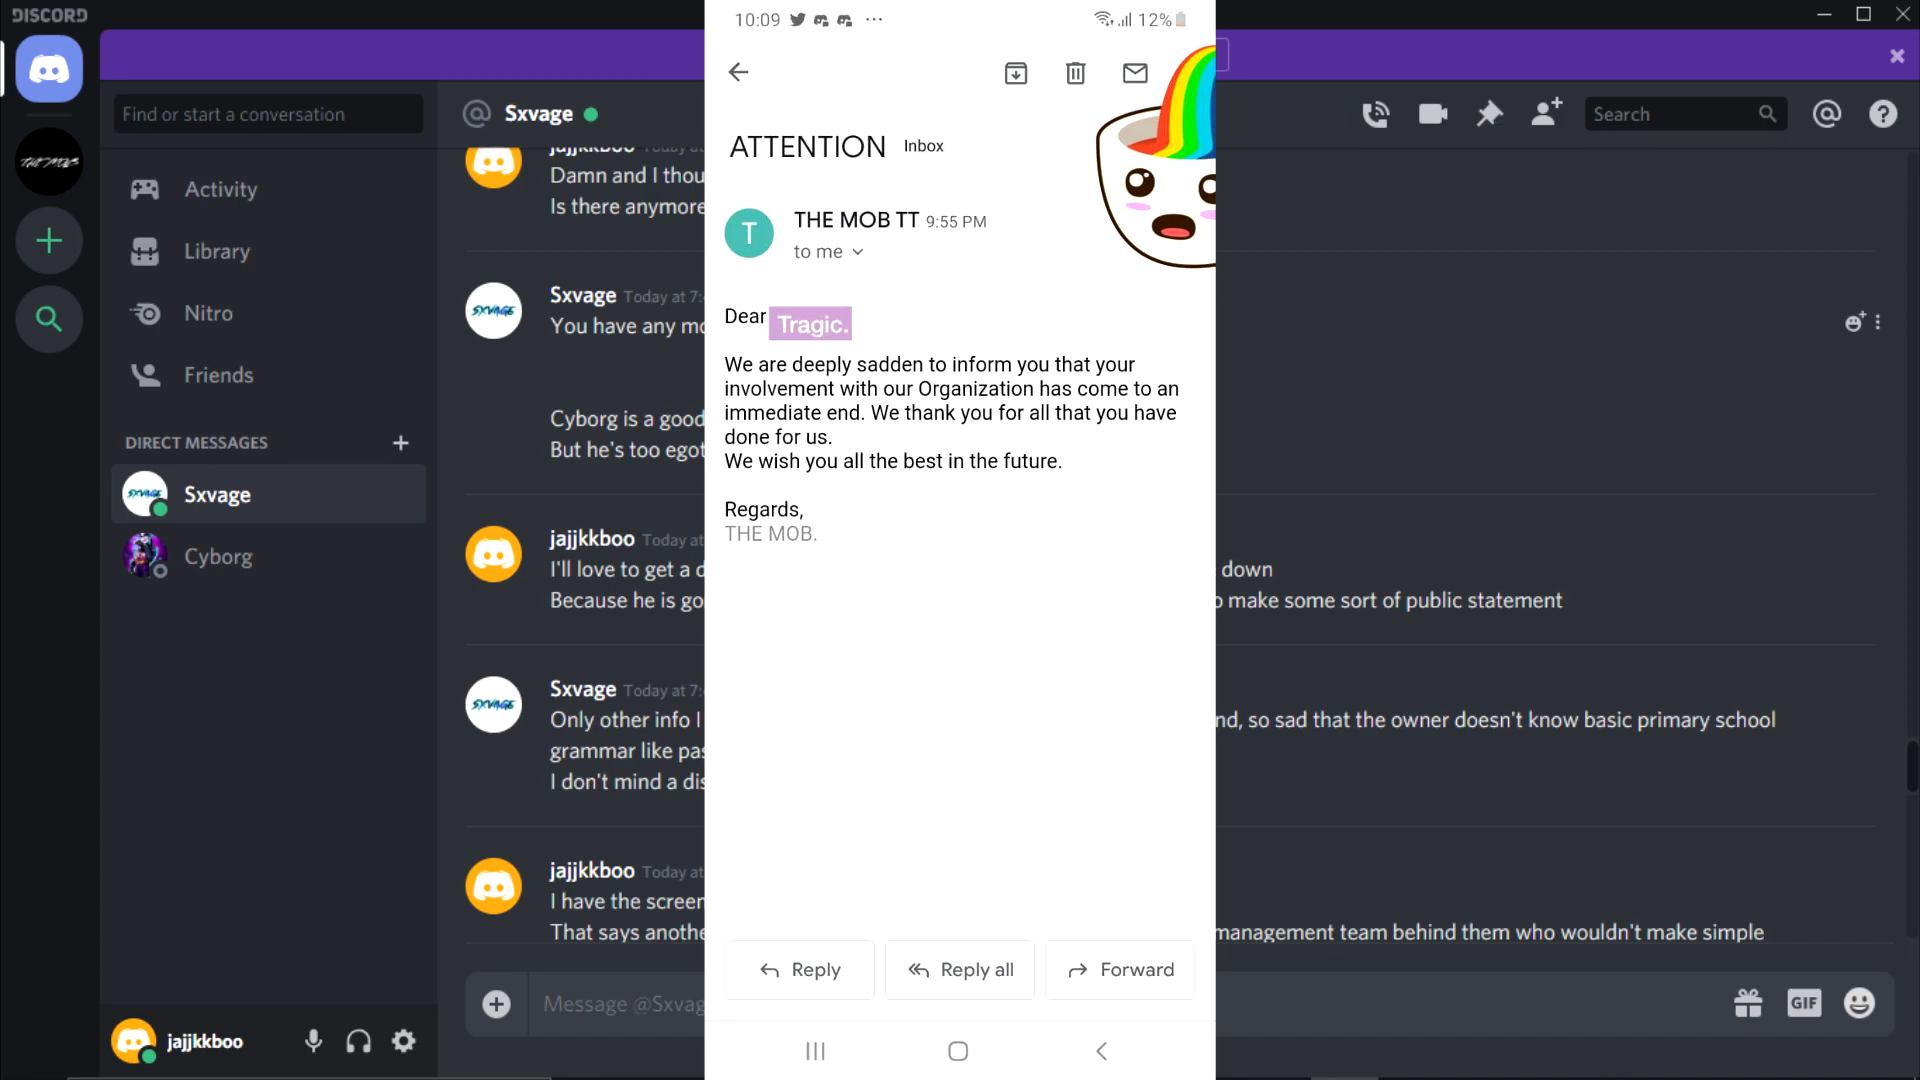 DISCORD
Find or start a conversation
Activity
Library
Nitro
Friends
DIRECT MESSAGES
Sxvage
Cyborg
jajjkkboo
Sxvage
Search
jajjkkboo Today at
Damn and I thou
Is there anymore
Sxvage Today at 7:
You have any mo
Cyborg is a good
But he's too egot
jajjkkboo Today at
I'll love to get a d
down
Because he is go
o make some sort of public statement
Sxvage Today at 7:
Only other info I
nd, so sad that the owner doesn't know basic primary school
grammar like pas
I don't mind a dis
jajjkkboo Today at
I have the screen
That says anothe
management team behind them who wouldn't make simple
Message @Sxvag
GIF
10:09
12%
ATTENTION Inbox
T
THE MOB TT 9:55 PM
to me
Dear Tragic.
We are deeply sadden to inform you that your
involvement with our Organization has come to an
immediate end. We thank you for all that you have
done for us.
We wish you all the best in the future.
Regards,
THE MOB.
Reply
Reply all
Forward